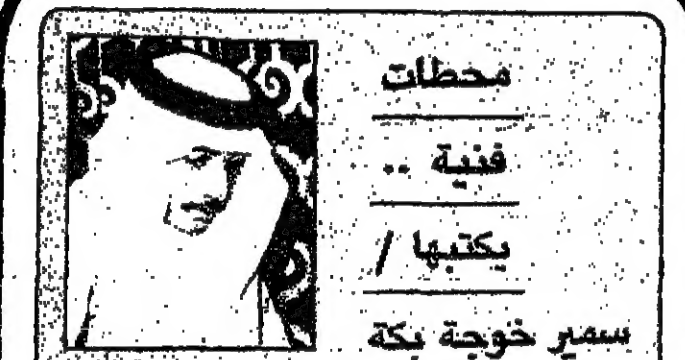 محطات
فنية ..
يكتبها /
سمير خوجة بكة